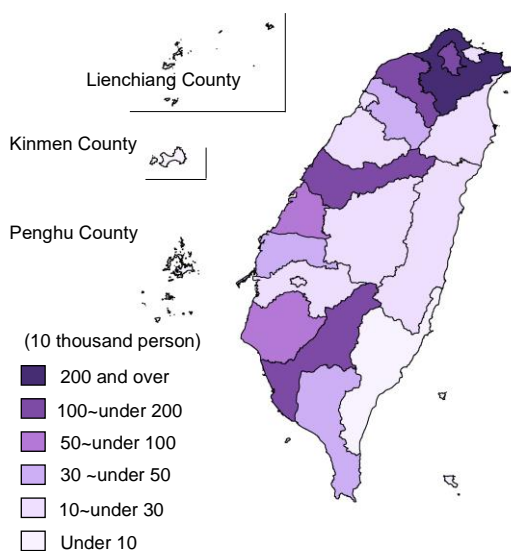 Lienchiang County
Kinmen County
Penghu County
(10 thousand person)
200 and over
100~under 200
50~under 100
30 ~under 50
10~under 30
Under 10